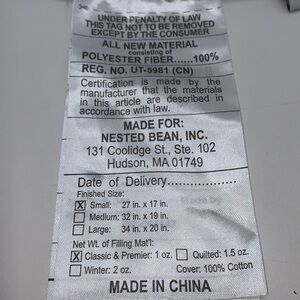 UNDER PENALTY OF LAW
THIS TAG NOT TO BE REMOVED
EXCEPT BY THE CONSUMER
ALL NEW MATERIAL
consisting of
POLYESTER FIBER......100%
REG. NO. UT-5981 (CN)
Certification is made by the
manufacturer that the materials
in this article are described in
accordance with law.
MADE FOR:
NESTED BEAN, INC.
131 Coolidge St., Ste. 102
Hudson, MA 01749
Date of Delivery................
Finished Size:
X Small: 27 in. x 17 in.
Medium: 32 in. x 19 in.
Large: 34 in. x 20 in.
Net Wt. of Filling Mat'l:
X Classic & Premier: 1 oz. Quilted: 1.5 oz.
Winter: 2 oz. Cover: 100% Cotton
MADE IN CHINA